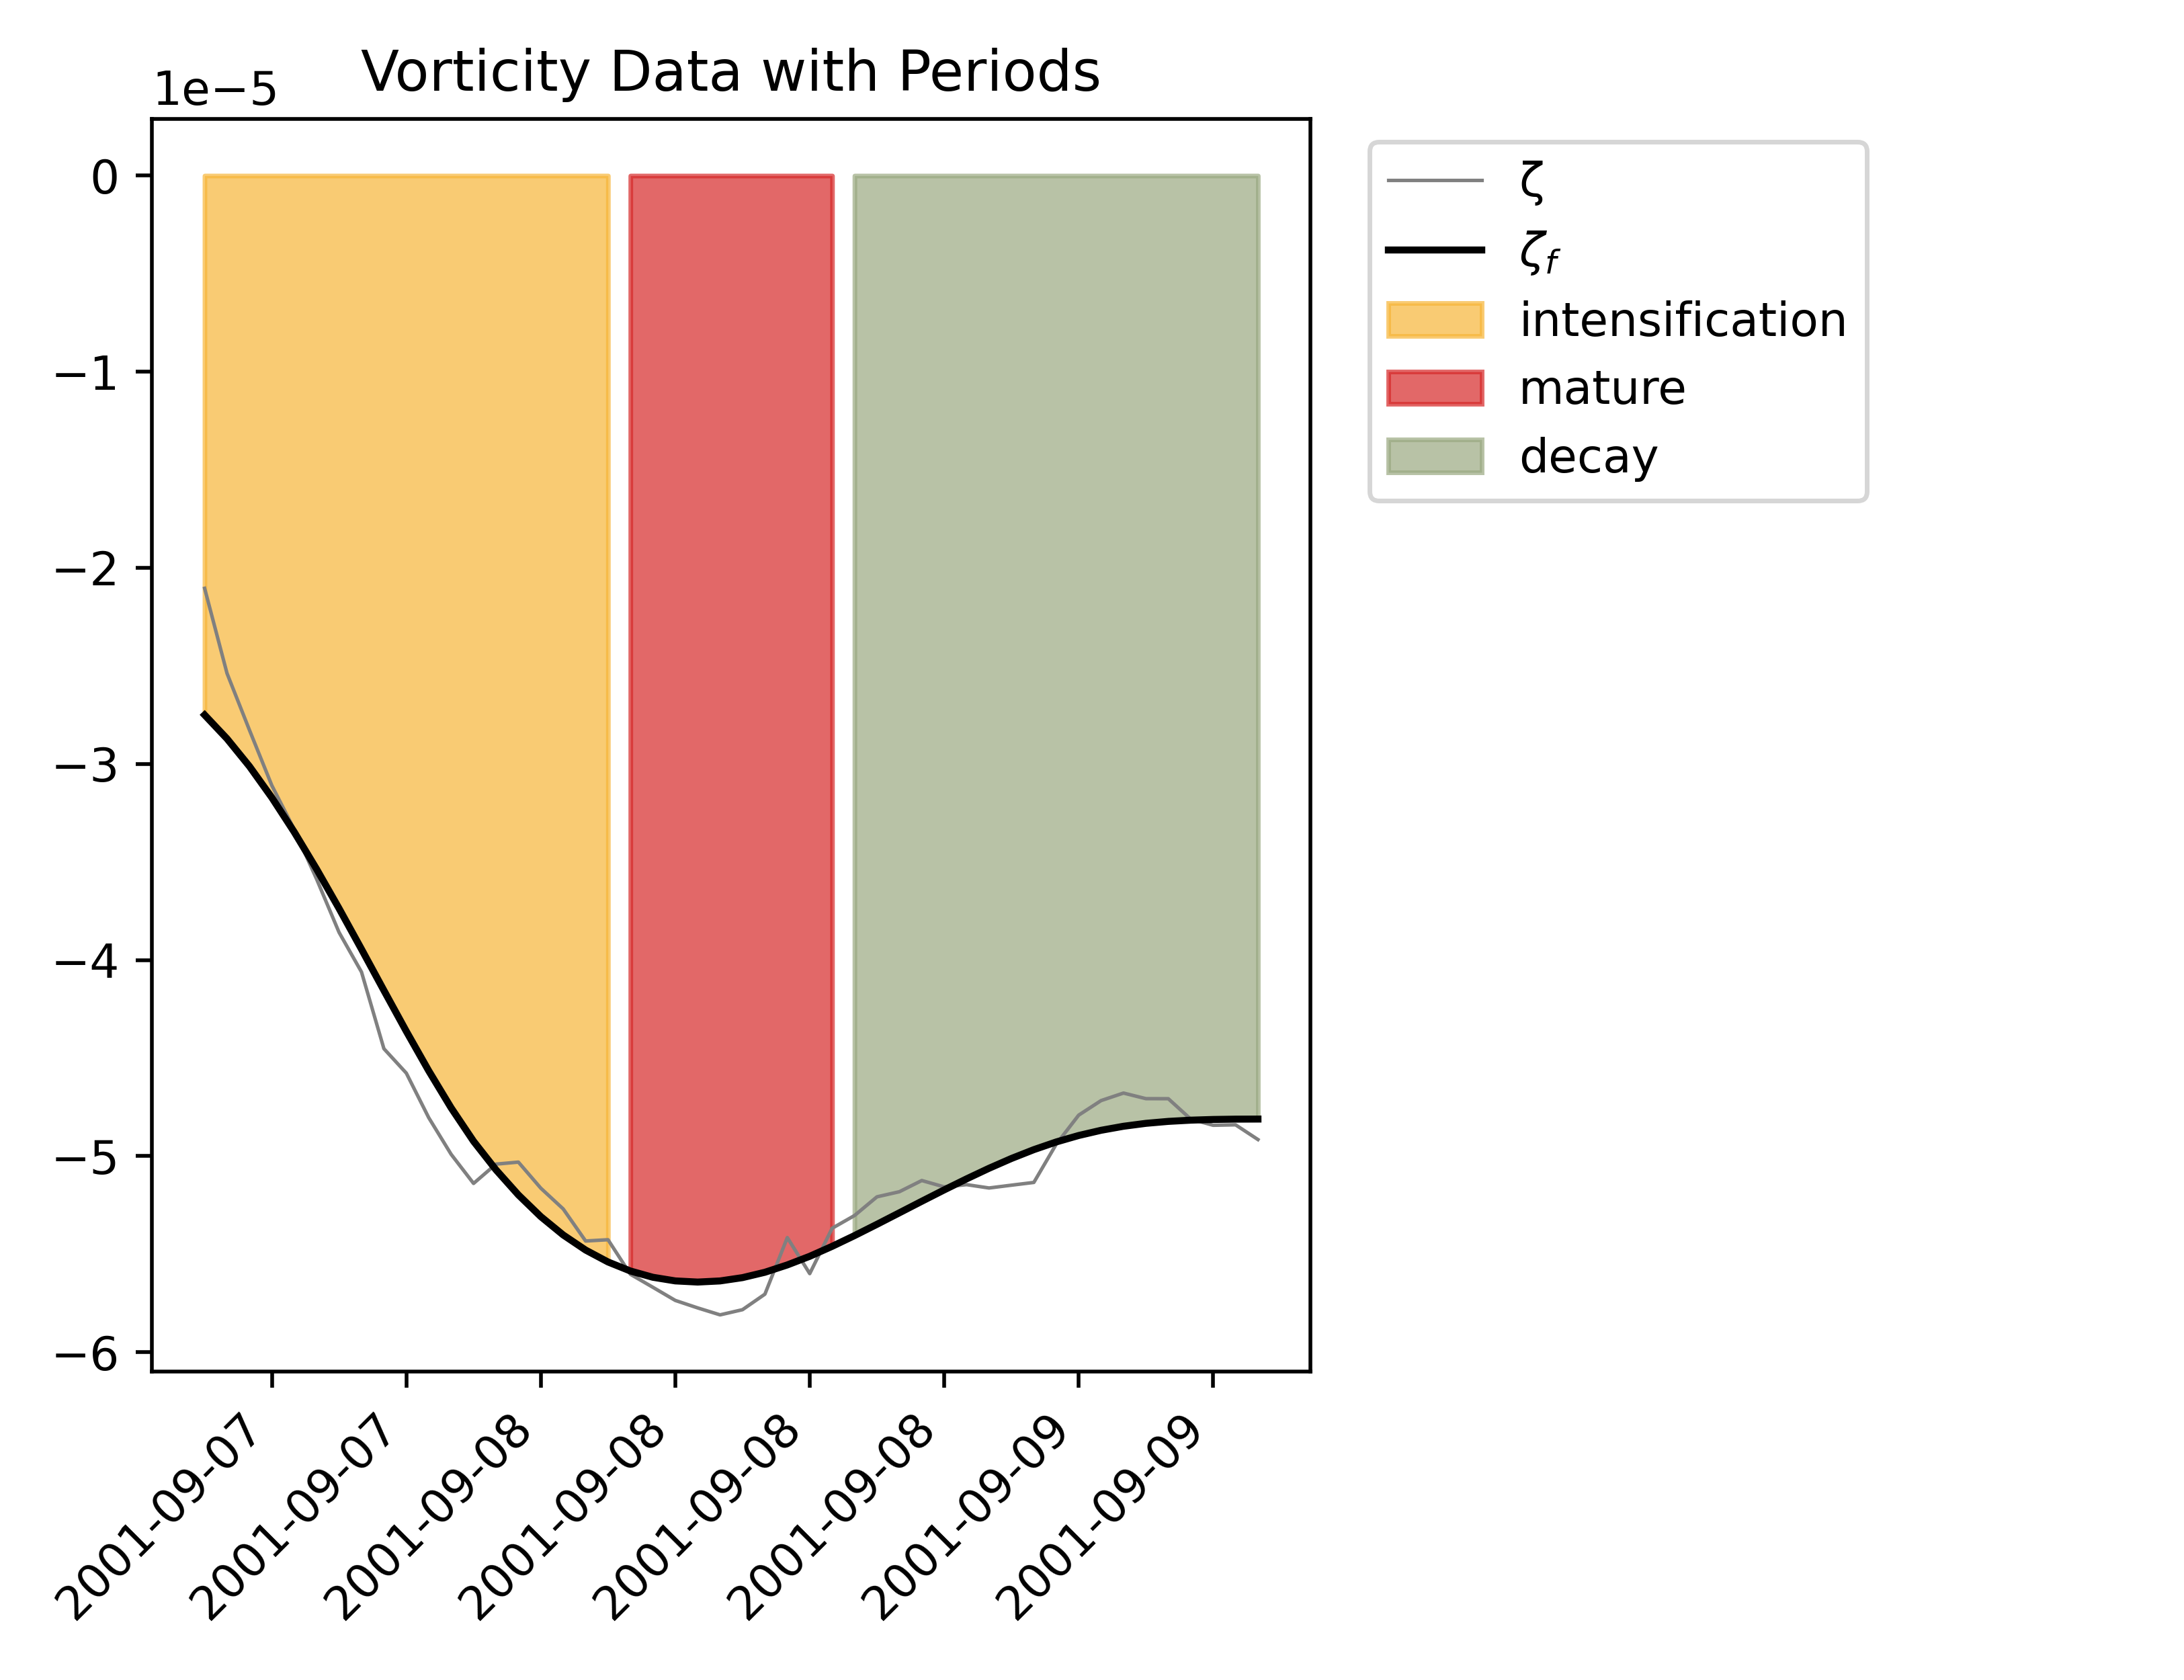 Vorticity Data with Periods
1e−5
0
−1
−2
−3
−4
−5
−6
2001-09-07
2001-09-07
2001-09-08
2001-09-08
2001-09-08
2001-09-08
2001-09-09
2001-09-09
ζ
ζf
intensification
mature
decay